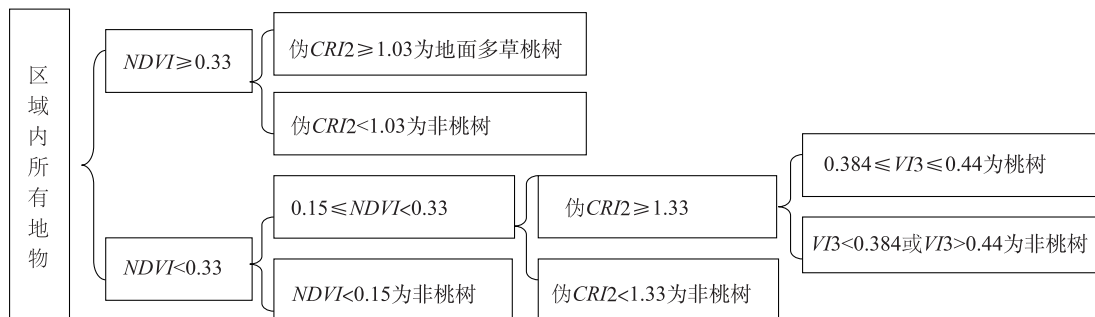 区域内所有地物
NDVI≥0.33
伪CRI2≥1.03为地面多草桃树
伪CRI2<1.03为非桃树
NDVI<0.33
0.15≤NDVI<0.33
伪CRI2≥1.33
0.384≤VI3≤0.44为桃树
VI3<0.384或VI3>0.44为非桃树
伪CRI2<1.33为非桃树
NDVI<0.15为非桃树